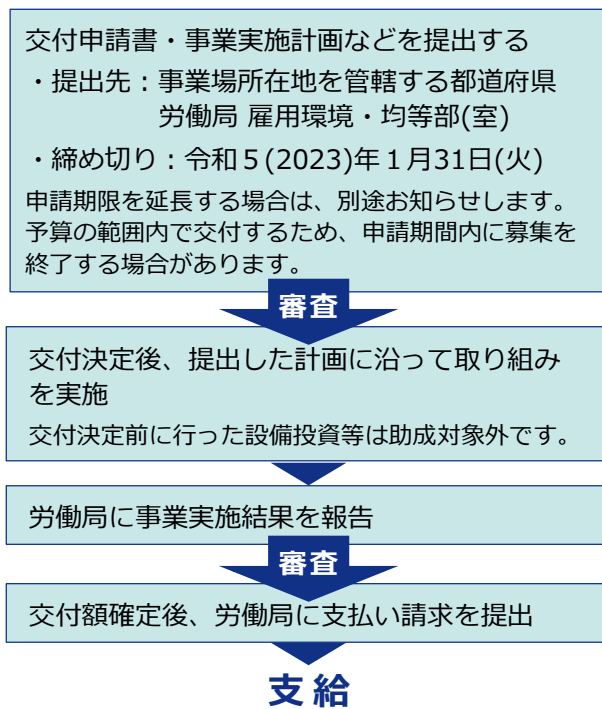 交付申請書・事業実施計画などを提出する
・提出先：事業場所在地を管轄する都道府県
労働局 雇用環境・均等部(室)
・締め切り：令和５(2023)年１月31日(火)
申請期限を延長する場合は、別途お知らせします。
予算の範囲内で交付するため、申請期間内に募集を
終了する場合があります。
審査
交付決定後、提出した計画に沿って取り組み
を実施
交付決定前に行った設備投資等は助成対象外です。
労働局に事業実施結果を報告
審査
交付額確定後、労働局に支払い請求を提出
支給